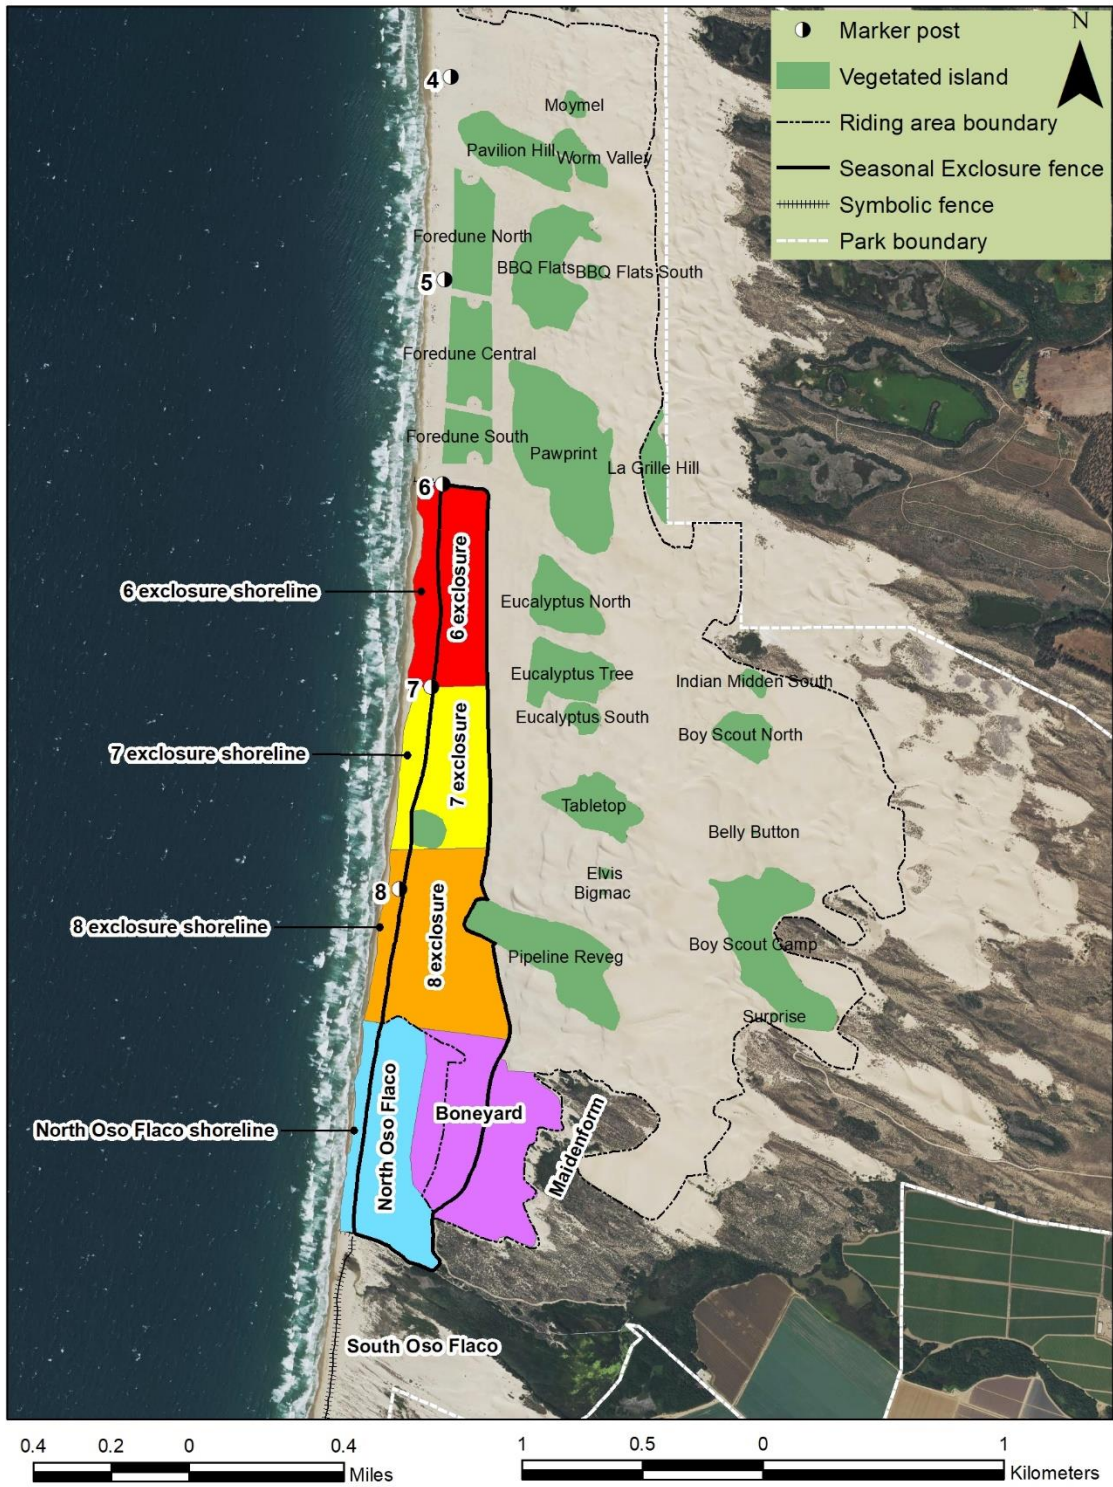 N
Marker post
Vegetated island
Riding area boundary
Seasonal Exclosure fence
Symbolic fence
Park boundary
4
Moymel
Pavilion Hill
Worm Valley
Foredune North
BBQ Flats
BBQ Flats South
5
Foredune Central
Foredune South
Pawprint
La Grille Hill
6
6 exclosure shoreline
6 exclosure
Eucalyptus North
Eucalyptus Tree
Indian Midden South
7
Eucalyptus South
Boy Scout North
7 exclosure shoreline
7 exclosure
Tabletop
Belly Button
Elvis
Bigmac
8
8 exclosure shoreline
8 exclosure
Pipeline Reveg
Boy Scout Camp
Surprise
North Oso Flaco shoreline
North Oso Flaco
Boneyard
Maidenform
South Oso Flaco
0.4 0.2 0 0.4
Miles
1 0.5 0 1
Kilometers